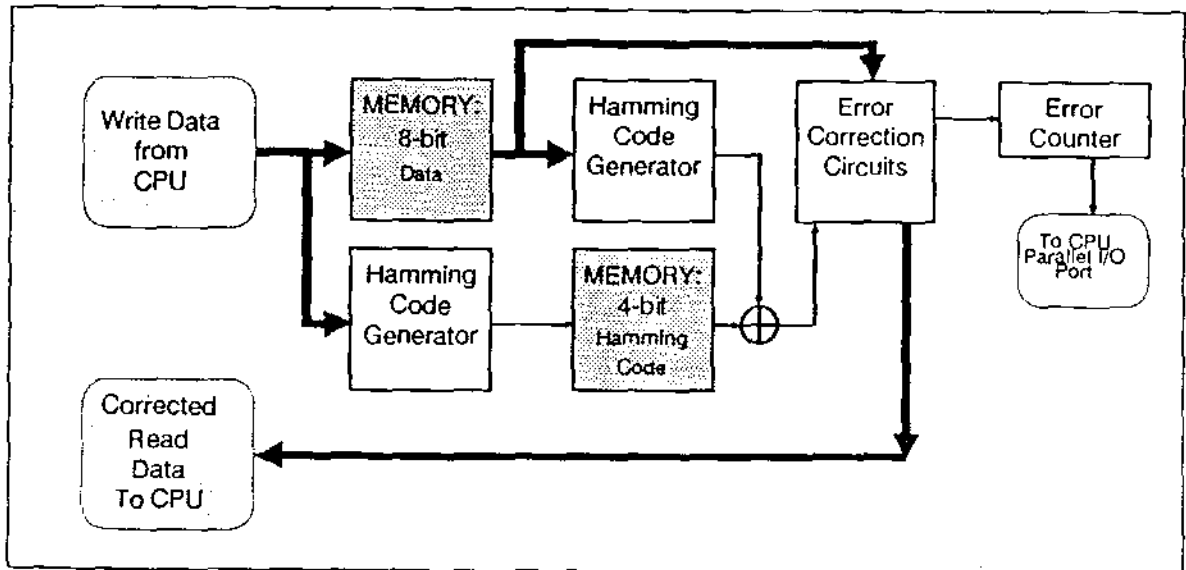 Write Data
from
CPU
MEMORY:
8-bit
Data
Hamming
Code
Generator
Error
Correction
Circuits
Error
Counter
To CPU
Parallel I/O
Port
Hamming
Code
Generator
MEMORY:
4-bit
Hamming
Code
Corrected
Read
Data
To CPU